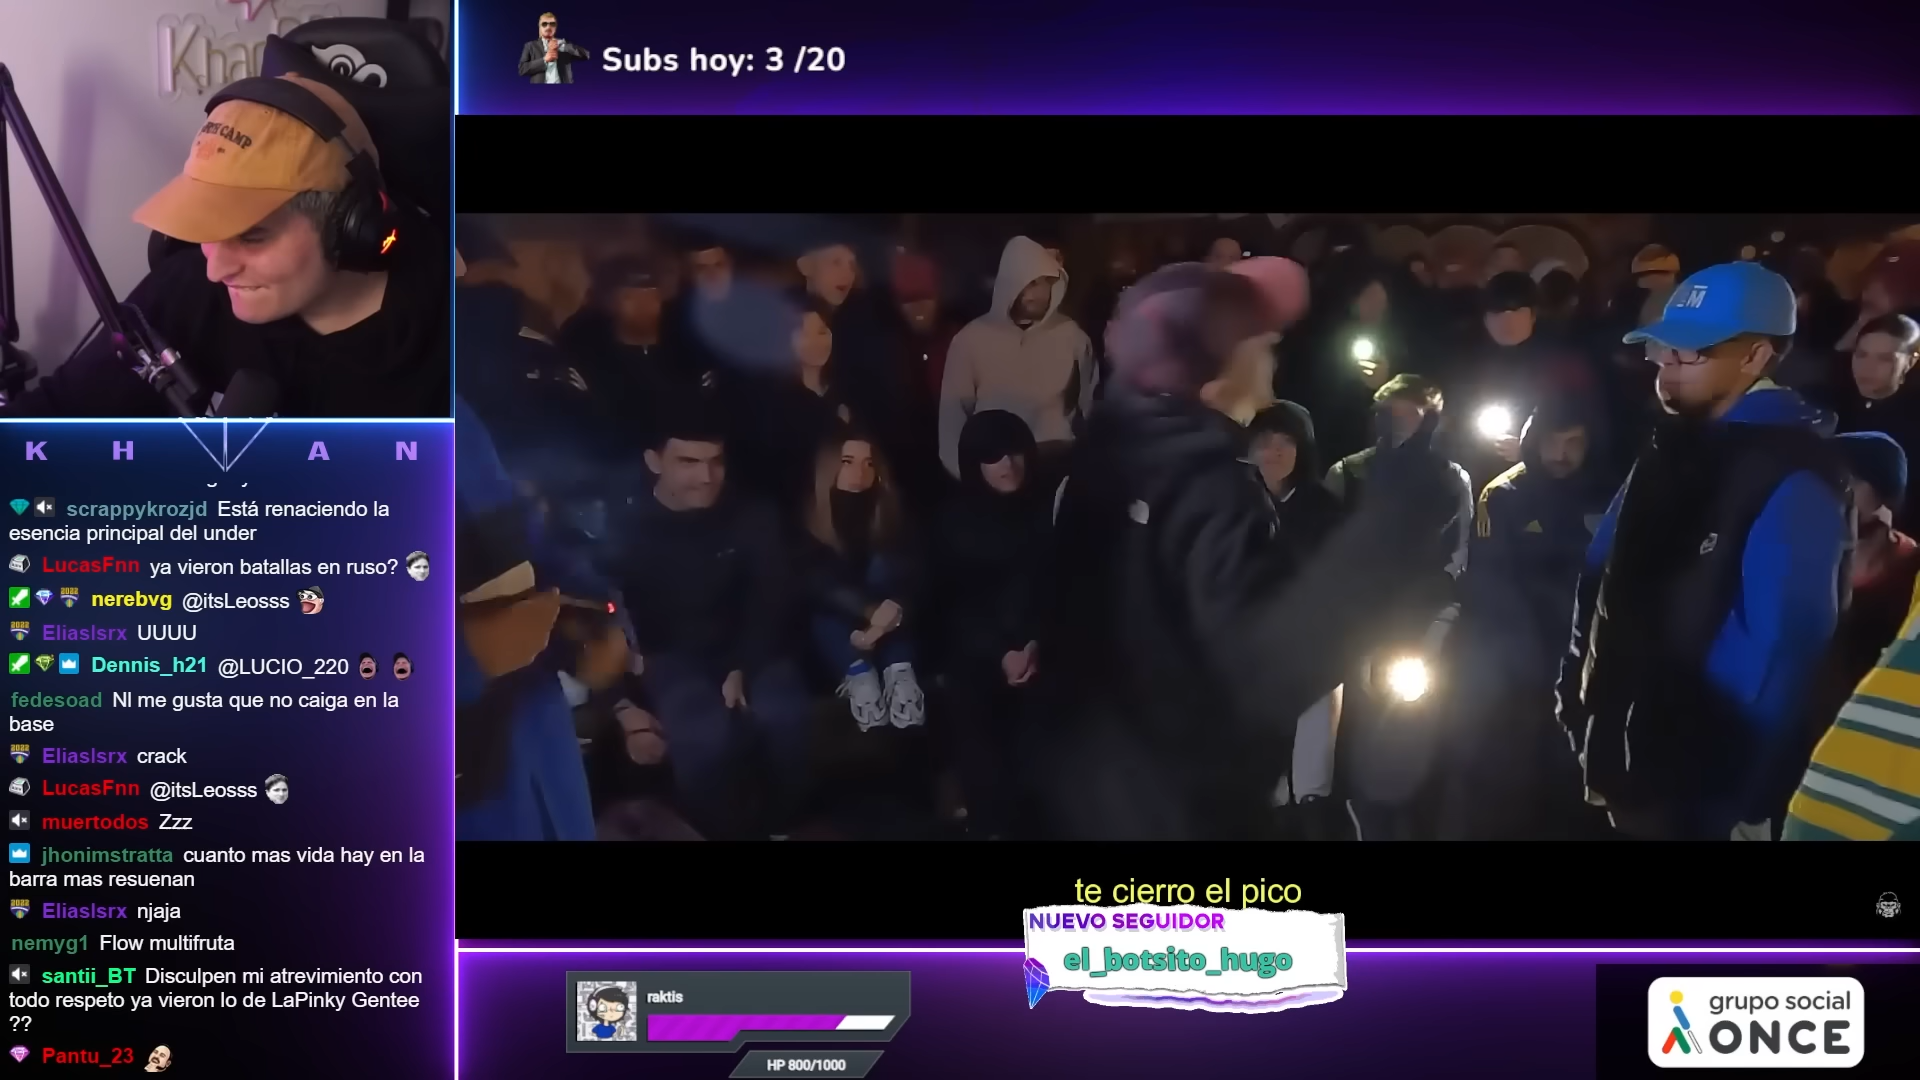 Subs hoy: 3 /20
K H A N
scrappykrozjd Está renaciendo la
esencia principal del under
LucasFnn ya vieron batallas en ruso?
nerebvg @itsLeosss
Eliaslsrx UUUU
Dennis_h21 @LUCIO_220
fedesoad Nl me gusta que no caiga en la
base
Eliaslsrx crack
LucasFnn @itsLeosss
muertodos Zzz
jhonimstratta cuanto mas vida hay en la
barra mas resuenan
Eliaslsrx njaja
nemyg1 Flow multifruta
santii_BT Disculpen mi atrevimiento con
todo respeto ya vieron lo de LaPinky Gentee
??
Pantu_23
te cierro el pico
NUEVO SEGUIDOR
el_botsito_hugo
raktis
HP 800/1000
grupo social
ONCE